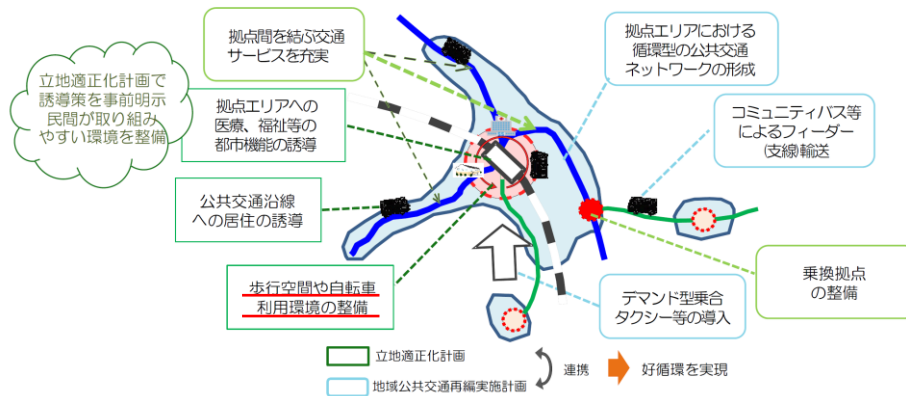 拠点間を結ぶ交通
サービスを充実
拠点エリアにおける
循環型の公共交通
ネットワークの形成
立地適正化計画で
誘導策を事前明示
民間が取り組み
やすい環境を整備
拠点エリアへの
医療、福祉等の
都市機能の誘導
コミュニティバス等
によるフィーダー
(支線)輸送
公共交通沿線
への居住の誘導
歩行空間や自転車
利用環境の整備
デマンド型乗合
タクシー等の導入
乗換拠点
の整備
立地適正化計画
連携
好循環を実現
地域公共交通再編実施計画